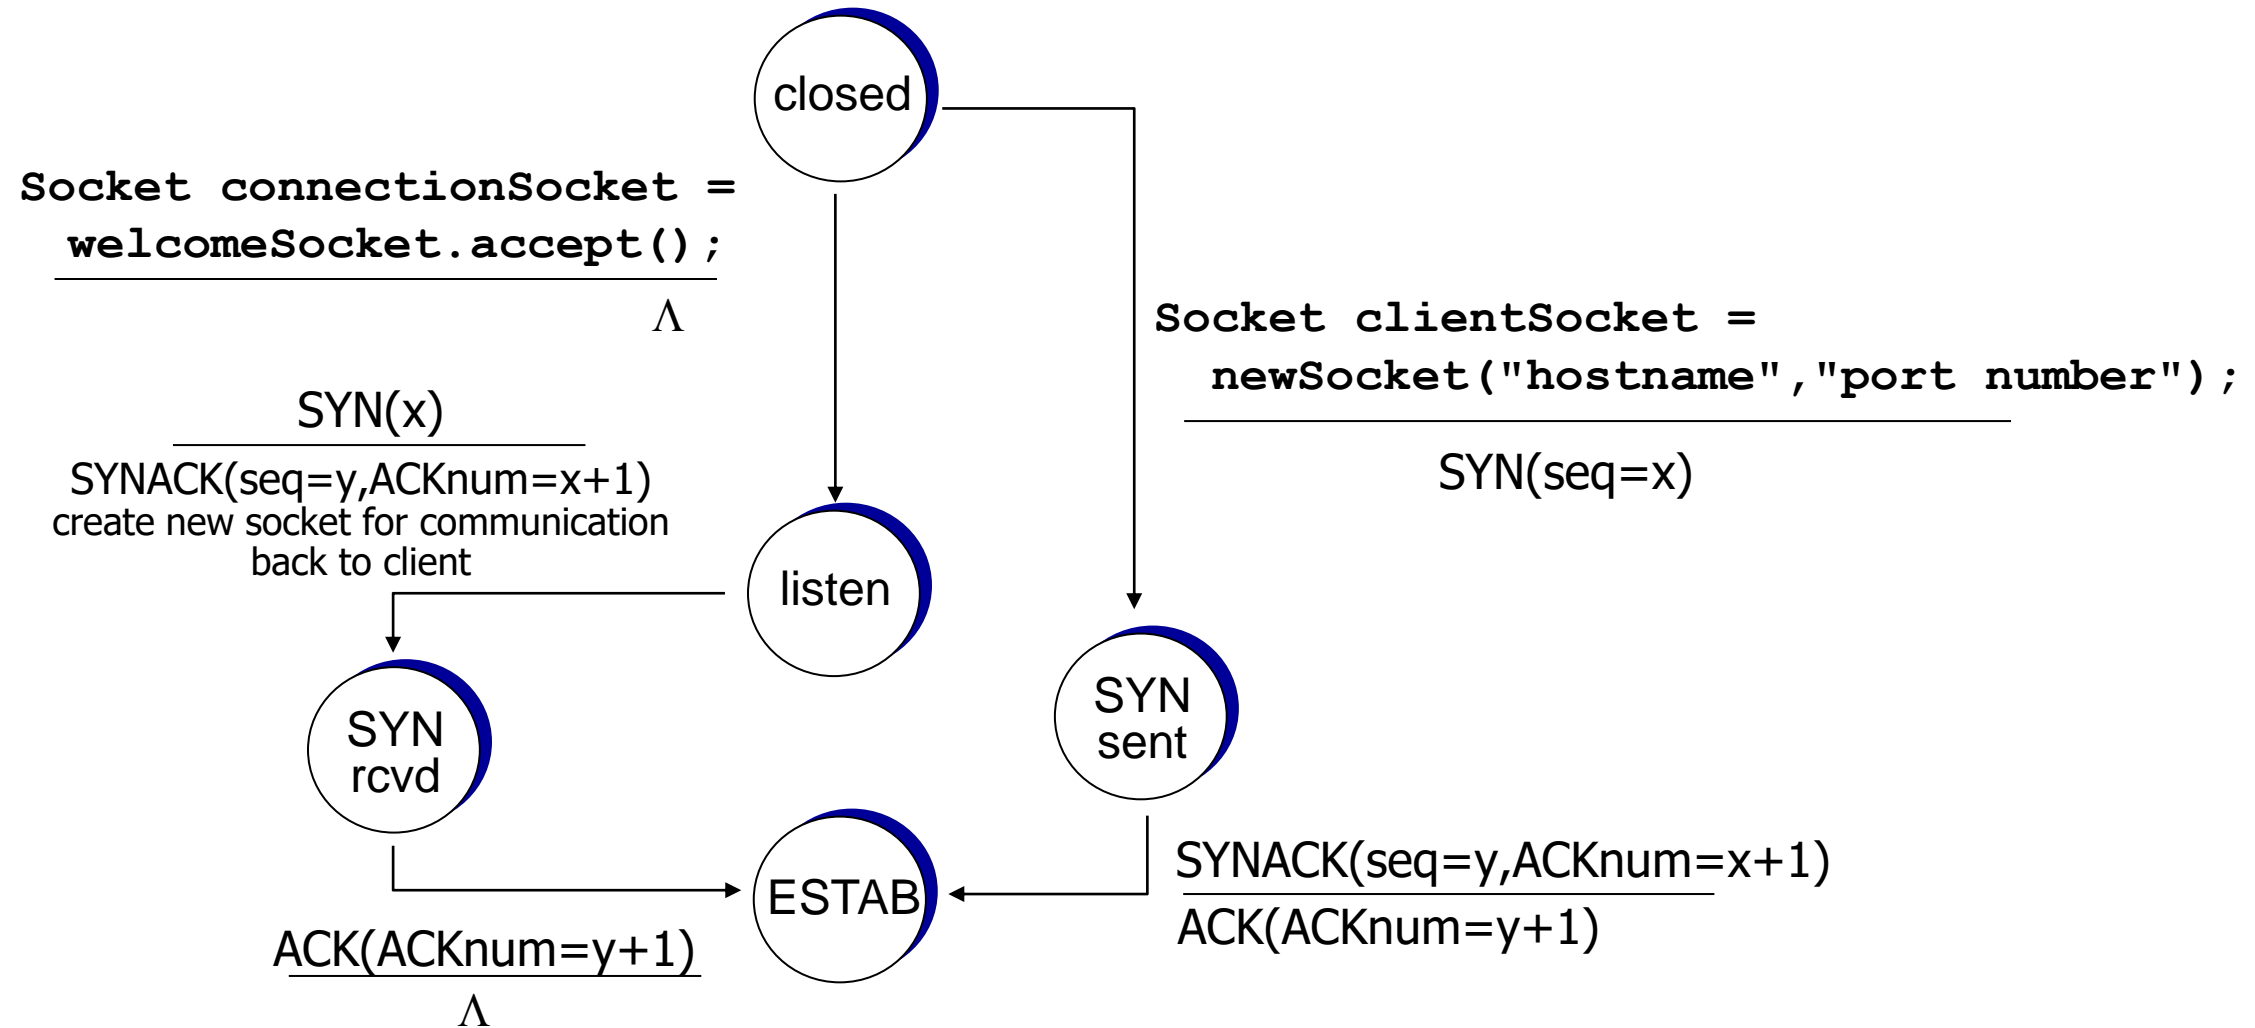 closed
Socket connectionSocket =
welcomeSocket.accept();
Λ
Socket clientSocket =
newSocket("hostname","port number");
SYN(seq=x)
SYN(x)
SYNACK(seq=y,ACKnum=x+1)
create new socket for communication
back to client
listen
SYN
rcvd
SYN
sent
ESTAB
SYNACK(seq=y,ACKnum=x+1)
ACK(ACKnum=y+1)
ACK(ACKnum=y+1)
Λ